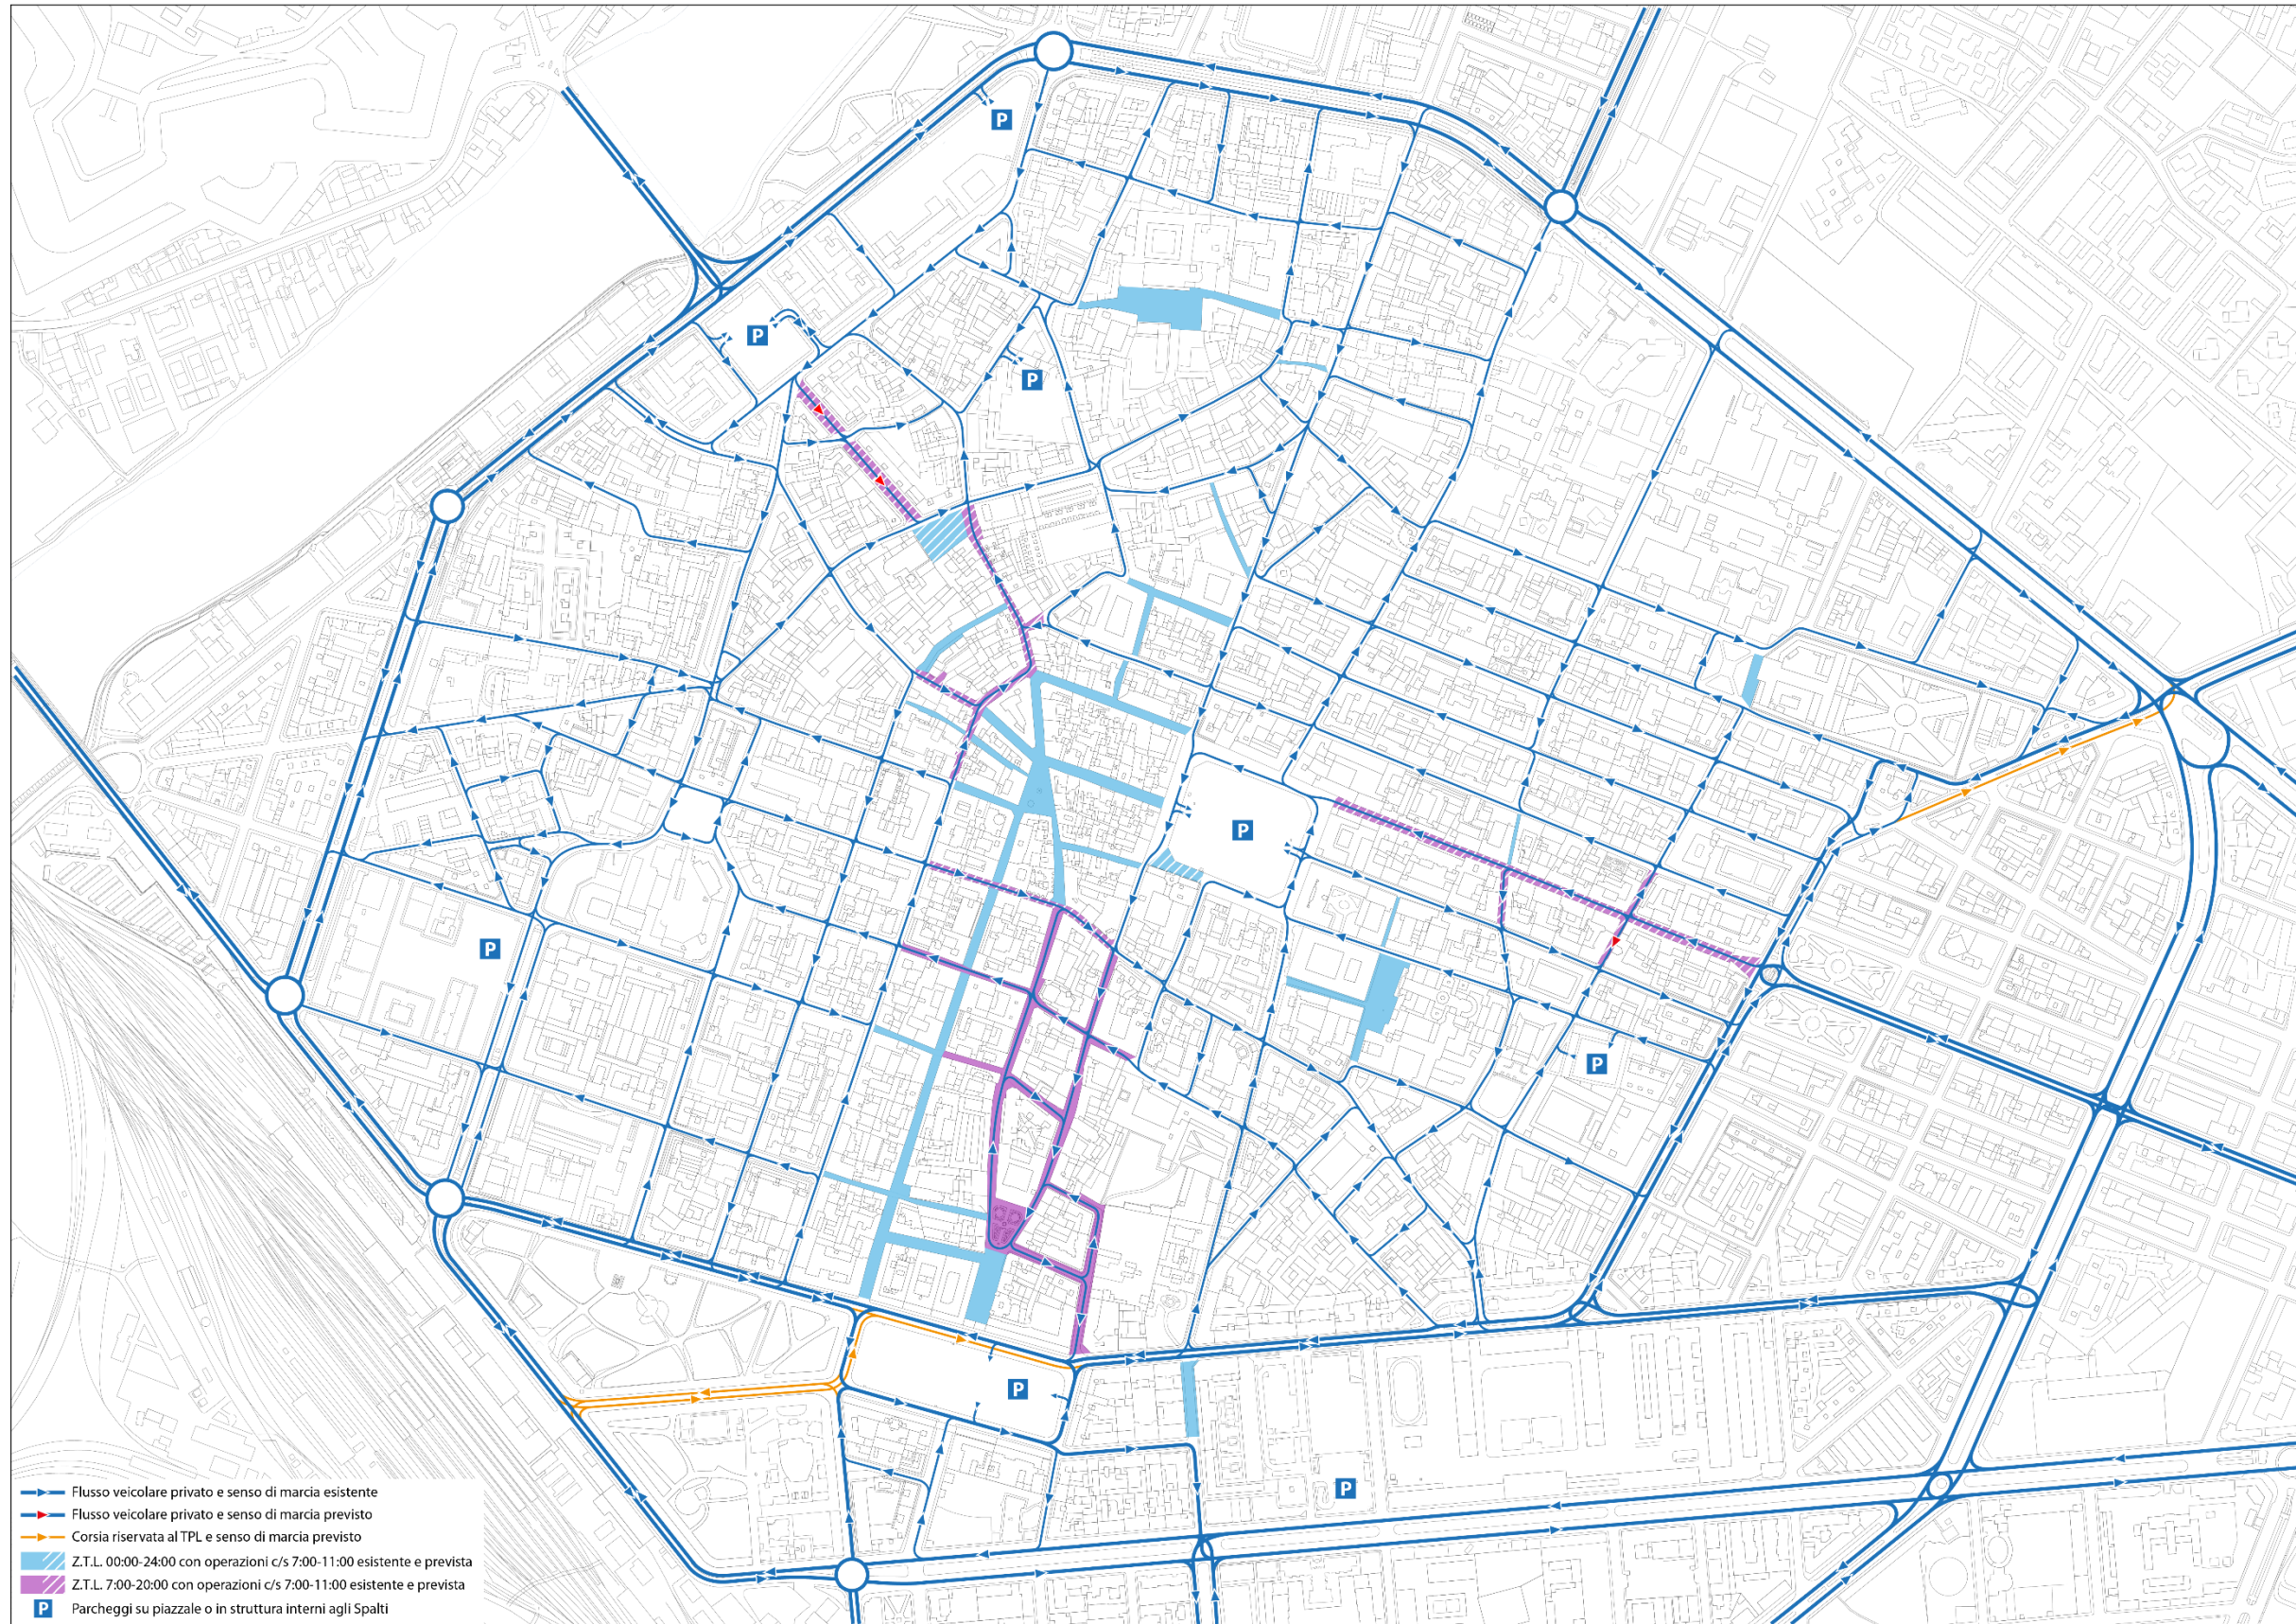 P
P
P
P
P
P
P
P
Flusso veicolare privato e senso di marcia esistente
Flusso veicolare privato e senso di marcia previsto
Corsia riservata al TPL e senso di marcia previsto
Z.T.L. 00:00-24:00 con operazioni c/s 7:00-11:00 esistente e prevista
Z.T.L. 7:00-20:00 con operazioni c/s 7:00-11:00 esistente e prevista
P Parcheggi su piazzale o in struttura interni agli Spalti